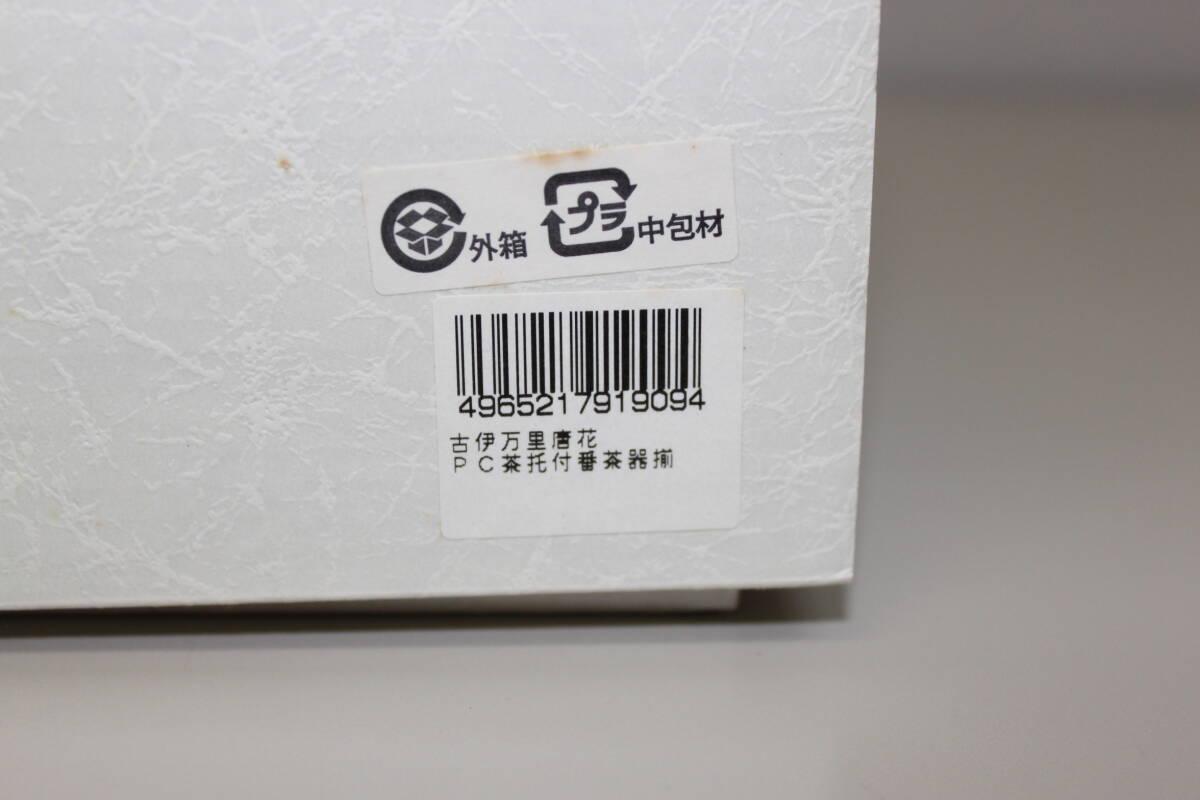 外箱 プラ 中包材
4965217919094
古伊万里唐花
PC茶托付番茶器揃